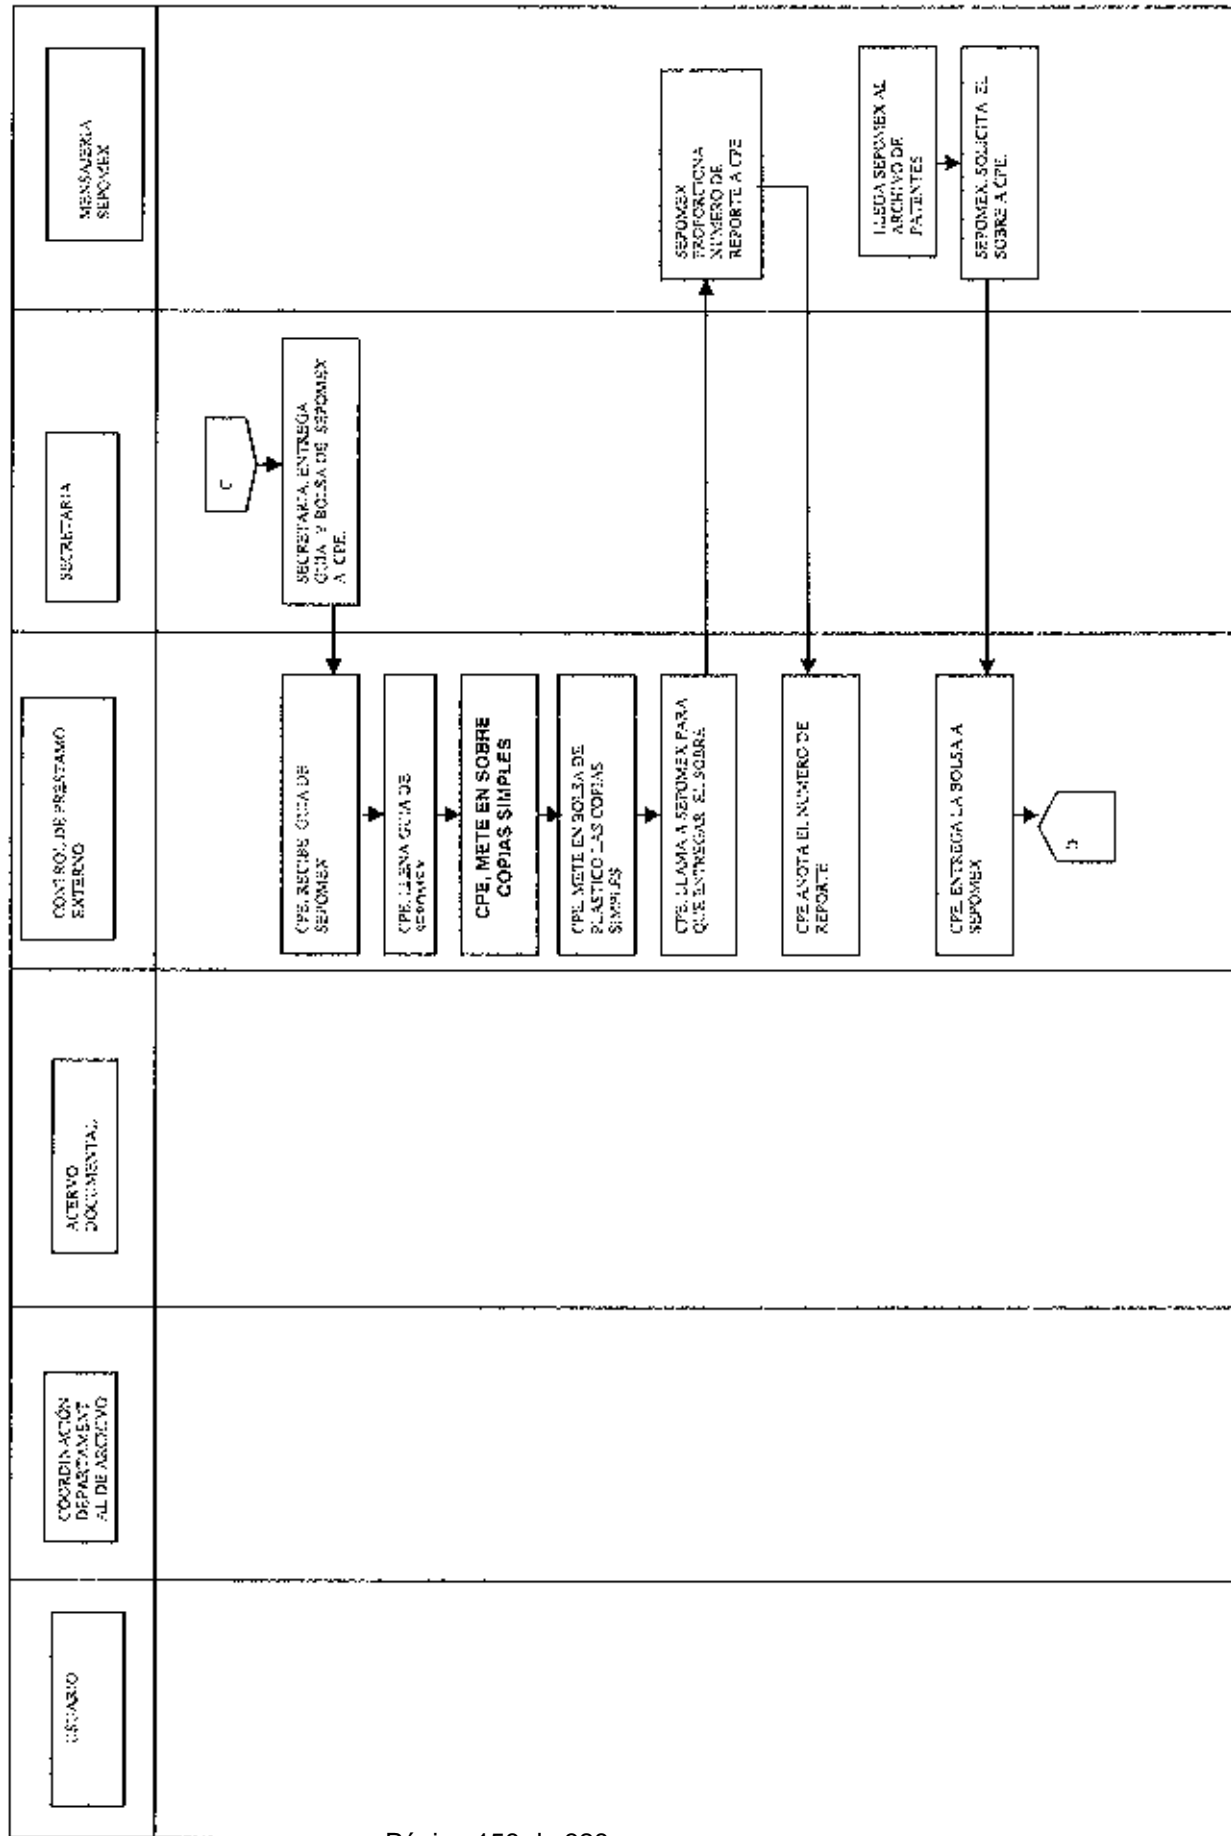 USUARIO
COORDINACIÓN
DEPARTAMENT
AL DE ARCHIVO
ACERVO
DOCUMENTAL
CONTROL DE PRESTAMO
EXTERNO
SECRETARIA
MENSAJERIA
SEPOMEX
C
SECRETARIA, ENTREGA
GUIA Y BOLSA DE SEPOMEX
A CPE.
CPE, RECIBE GUIA DE
SEPOMEX
CPE, LLENA GUIA DE
SEPOMEX
CPE, METE EN SOBRE
COPIAS SIMPLES
CPE, METE EN BOLSA DE
PLASTICO LAS COPIAS
SIMPLES
CPE, LLAMA A SEPOMEX PARA
QUE ENTREGAR EL SOBRE
SEPOMEX
PROPORCIONA
NUMERO DE
REPORTE A CPE
CPE ANOTA EL NUMERO DE
REPORTE
LLEGA SEPOMEX AL
ARCHIVO DE
PATENTES
SEPOMEX, SOLICITA EL
SOBRE A CPE.
CPE, ENTREGA LA BOLSA A
SEPOMEX